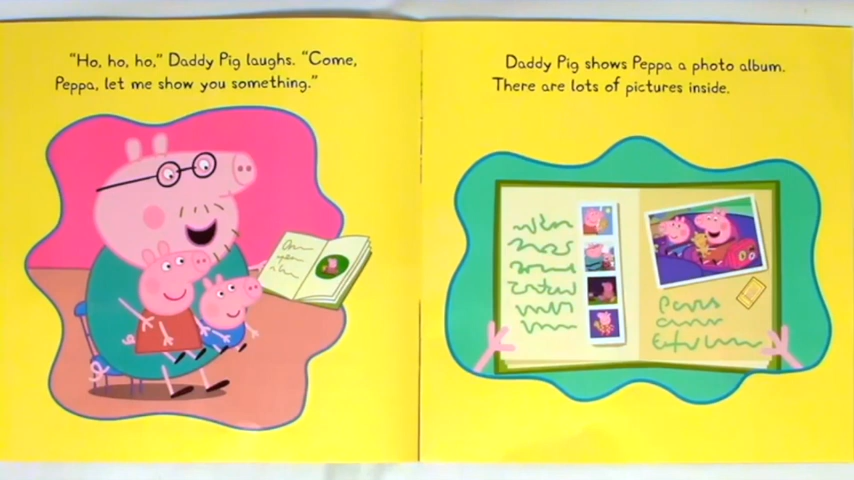 “Ho, ho, ho,” Daddy Pig laughs. “Come,
Peppa, let me show you something.”
Daddy Pig shows Peppa a photo album.
There are lots of pictures inside.